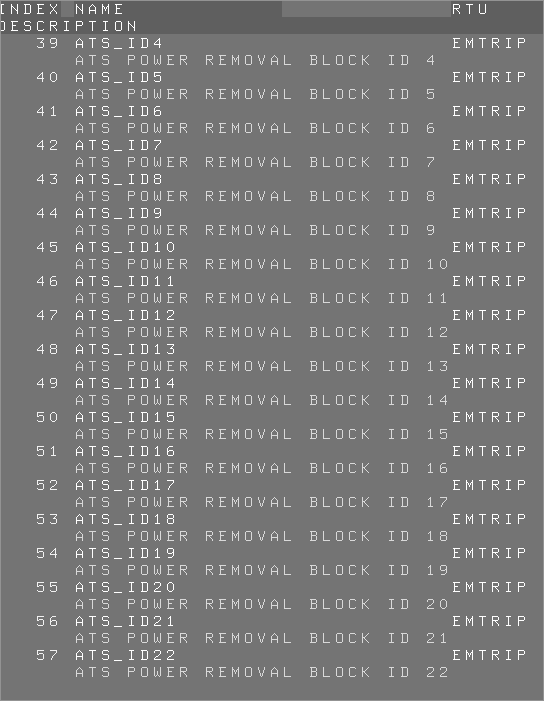 INDEX NAME RTU
DESCRIPTION
39 ATS_ID4 EMTRIP
ATS POWER REMOVAL BLOCK ID 4
40 ATS_ID5 EMTRIP
ATS POWER REMOVAL BLOCK ID 5
41 ATS_ID6 EMTRIP
ATS POWER REMOVAL BLOCK ID 6
42 ATS_ID7 EMTRIP
ATS POWER REMOVAL BLOCK ID 7
43 ATS_ID8 EMTRIP
ATS POWER REMOVAL BLOCK ID 8
44 ATS_ID9 EMTRIP
ATS POWER REMOVAL BLOCK ID 9
45 ATS_ID10 EMTRIP
ATS POWER REMOVAL BLOCK ID 10
46 ATS_ID11 EMTRIP
ATS POWER REMOVAL BLOCK ID 11
47 ATS_ID12 EMTRIP
ATS POWER REMOVAL BLOCK ID 12
48 ATS_ID13 EMTRIP
ATS POWER REMOVAL BLOCK ID 13
49 ATS_ID14 EMTRIP
ATS POWER REMOVAL BLOCK ID 14
50 ATS_ID15 EMTRIP
ATS POWER REMOVAL BLOCK ID 15
51 ATS_ID16 EMTRIP
ATS POWER REMOVAL BLOCK ID 16
52 ATS_ID17 EMTRIP
ATS POWER REMOVAL BLOCK ID 17
53 ATS_ID18 EMTRIP
ATS POWER REMOVAL BLOCK ID 18
54 ATS_ID19 EMTRIP
ATS POWER REMOVAL BLOCK ID 19
55 ATS_ID20 EMTRIP
ATS POWER REMOVAL BLOCK ID 20
56 ATS_ID21 EMTRIP
ATS POWER REMOVAL BLOCK ID 21
57 ATS_ID22 EMTRIP
ATS POWER REMOVAL BLOCK ID 22